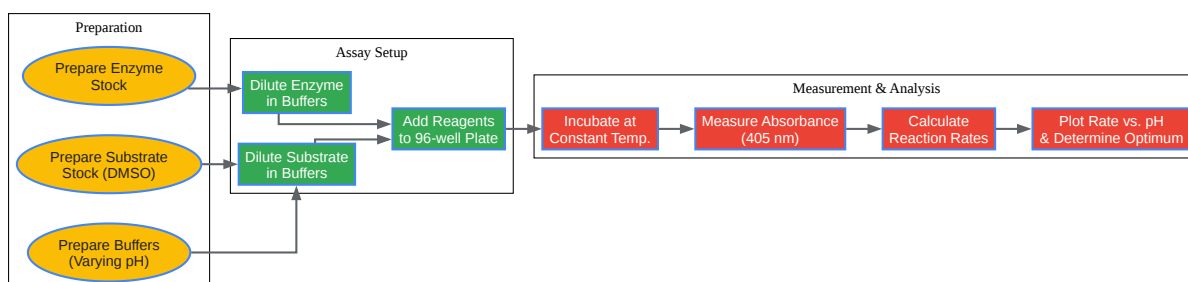 Preparation
Prepare Enzyme
Stock
Prepare Substrate
Stock (DMSO)
Prepare Buffers
(Varying pH)
Assay Setup
Dilute Enzyme
in Buffers
Dilute Substrate
in Buffers
Add Reagents
to 96-well Plate
Measurement & Analysis
Incubate at
Constant Temp.
Measure Absorbance
(405 nm)
Calculate
Reaction Rates
Plot Rate vs. pH
& Determine Optimum